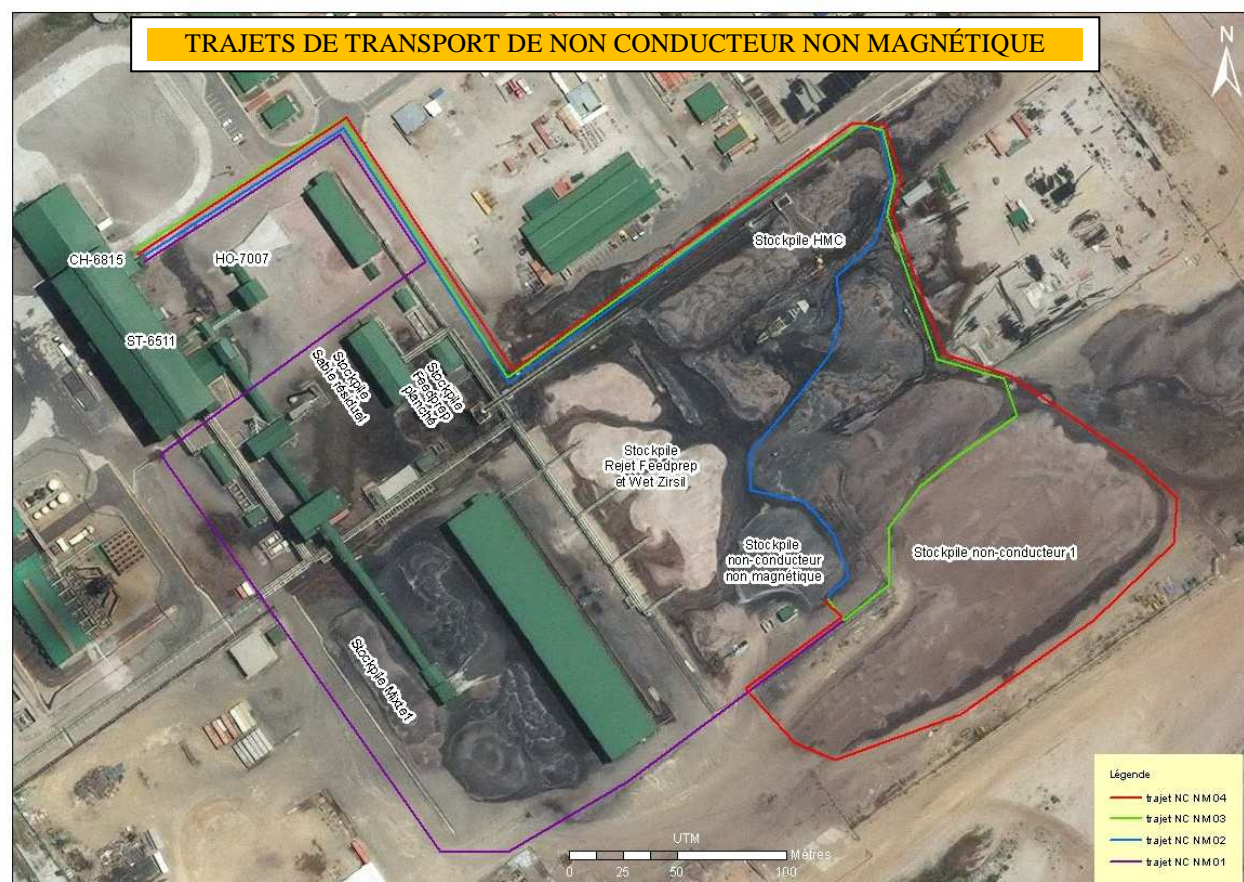 TRAJETS DE TRANSPORT DE NON CONDUCTEUR NON MAGNÉTIQUE
N
Stockpile HMC
CH-6815
HO-7007
ST-6511
Stockpile
Sable résiduel
Stockpile
Feedprep
planché
Stockpile
Rejet Feedprep
et Wet Zirsil
Stockpile
non-conducteur
non magnétique
Stockpile non-conducteur 1
Stockpile Mixte1
UTM
Mètres
0 25 50 100
Légende
trajet NC NM04
trajet NC NM03
trajet NC NM02
trajet NC NM01